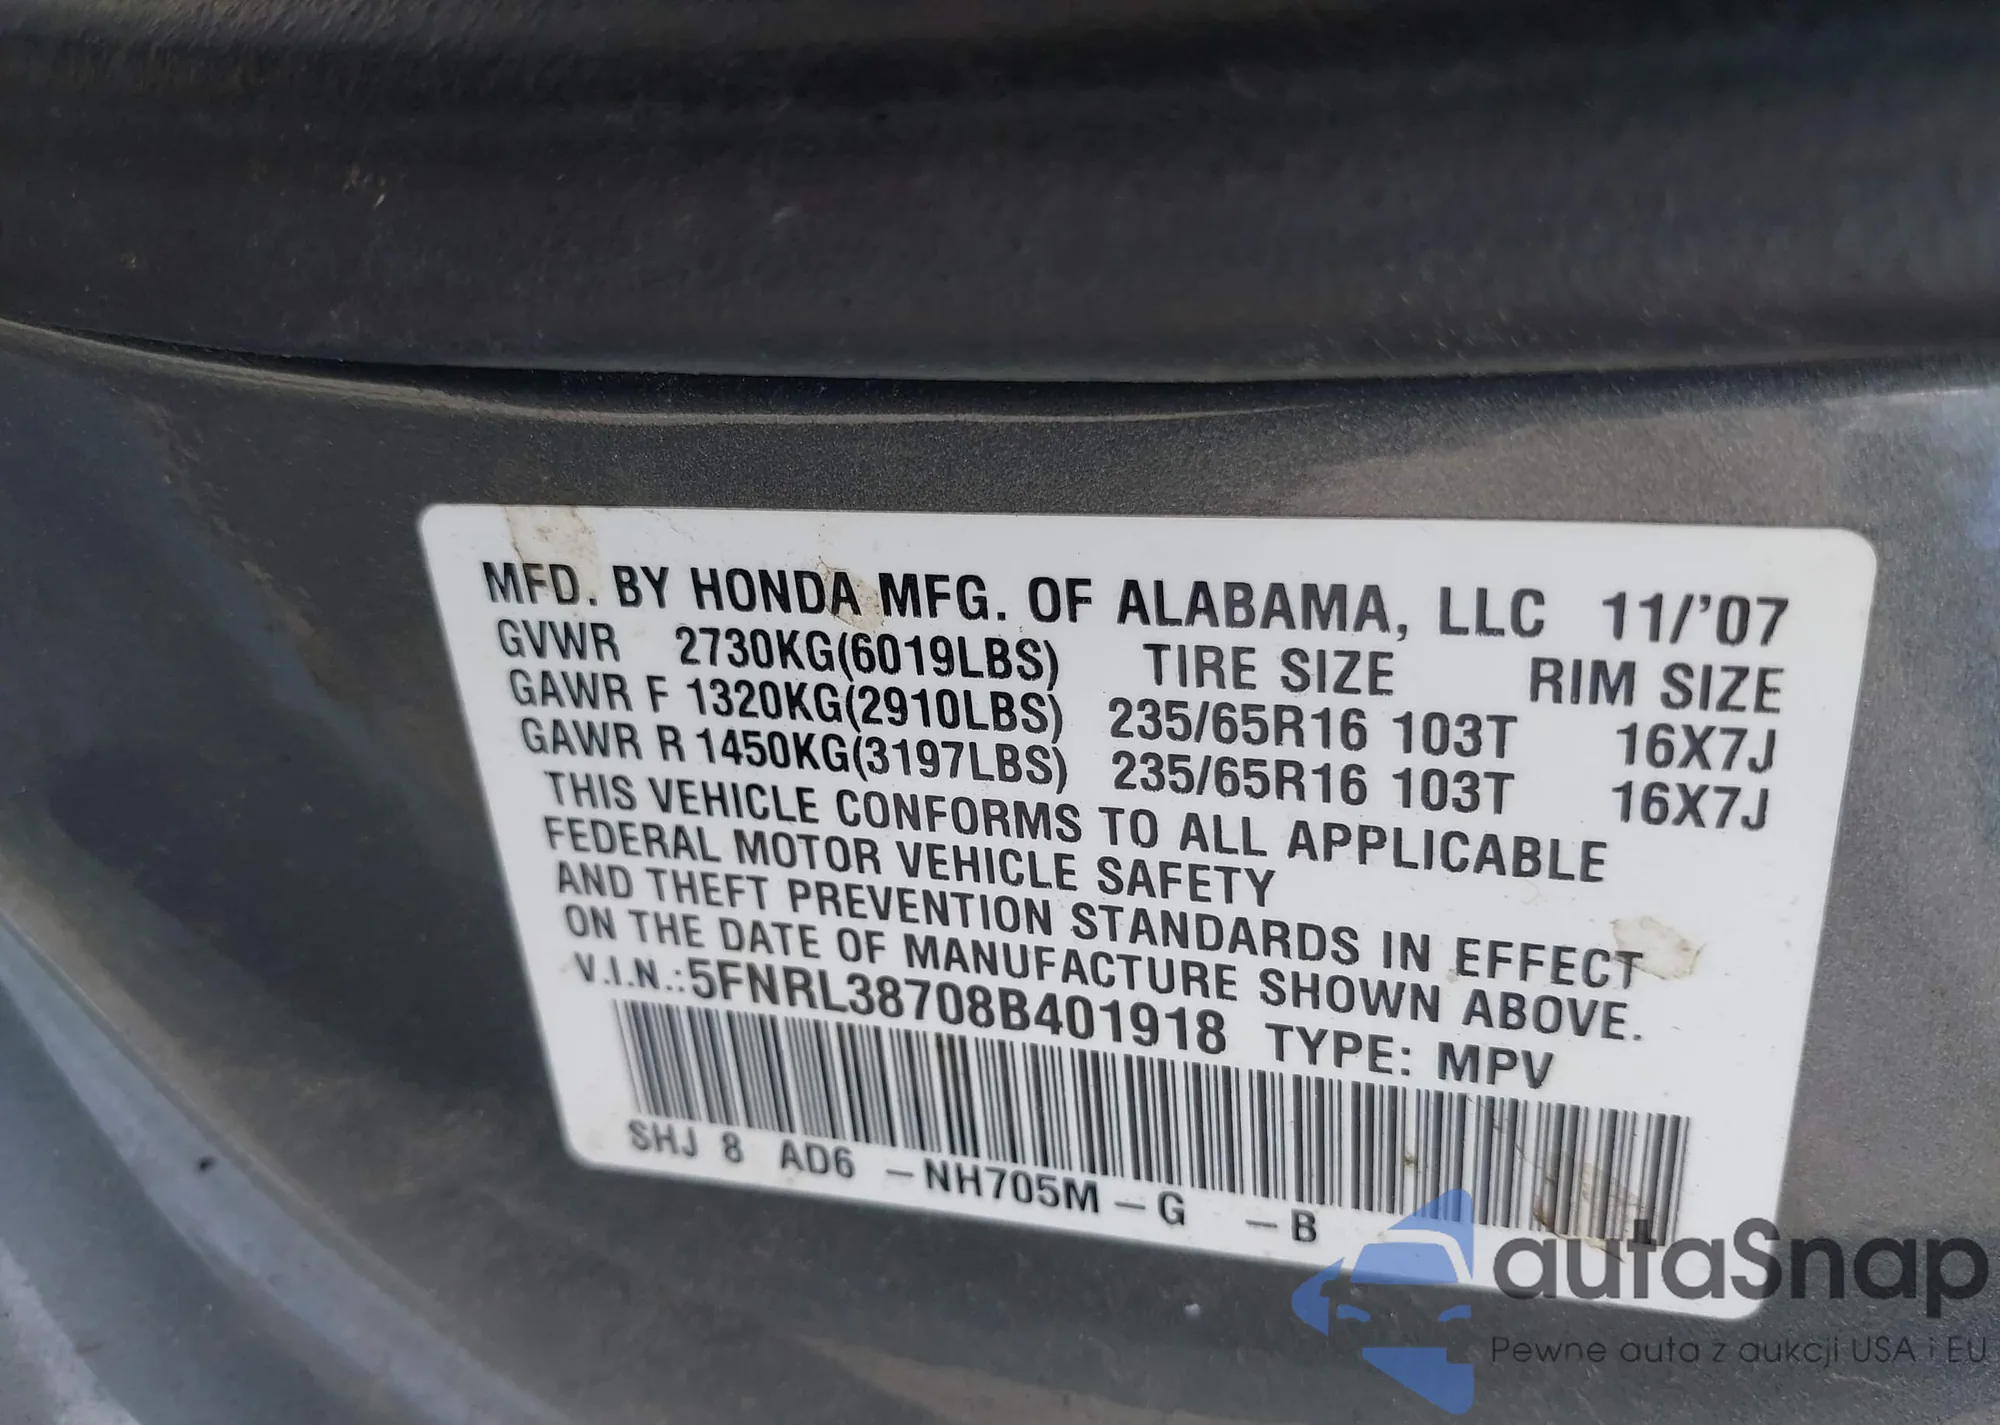 MFD. BY HONDA MFG. OF ALABAMA, LLC 11/'07
GVWR 2730KG(6019LBS) TIRE SIZE RIM SIZE
GAWR F 1320KG(2910LBS) 235/65R16 103T 16X7J
GAWR R 1450KG(3197LBS) 235/65R16 103T 16X7J
THIS VEHICLE CONFORMS TO ALL APPLICABLE
FEDERAL MOTOR VEHICLE SAFETY
AND THEFT PREVENTION STANDARDS IN EFFECT
ON THE DATE OF MANUFACTURE SHOWN ABOVE.
V.I.N.:5FNRL38708B401918 TYPE: MPV
SHJ 8 AD6 -NH705M-G -B
autaSnap
Pewne auta z aukcji USA i EU